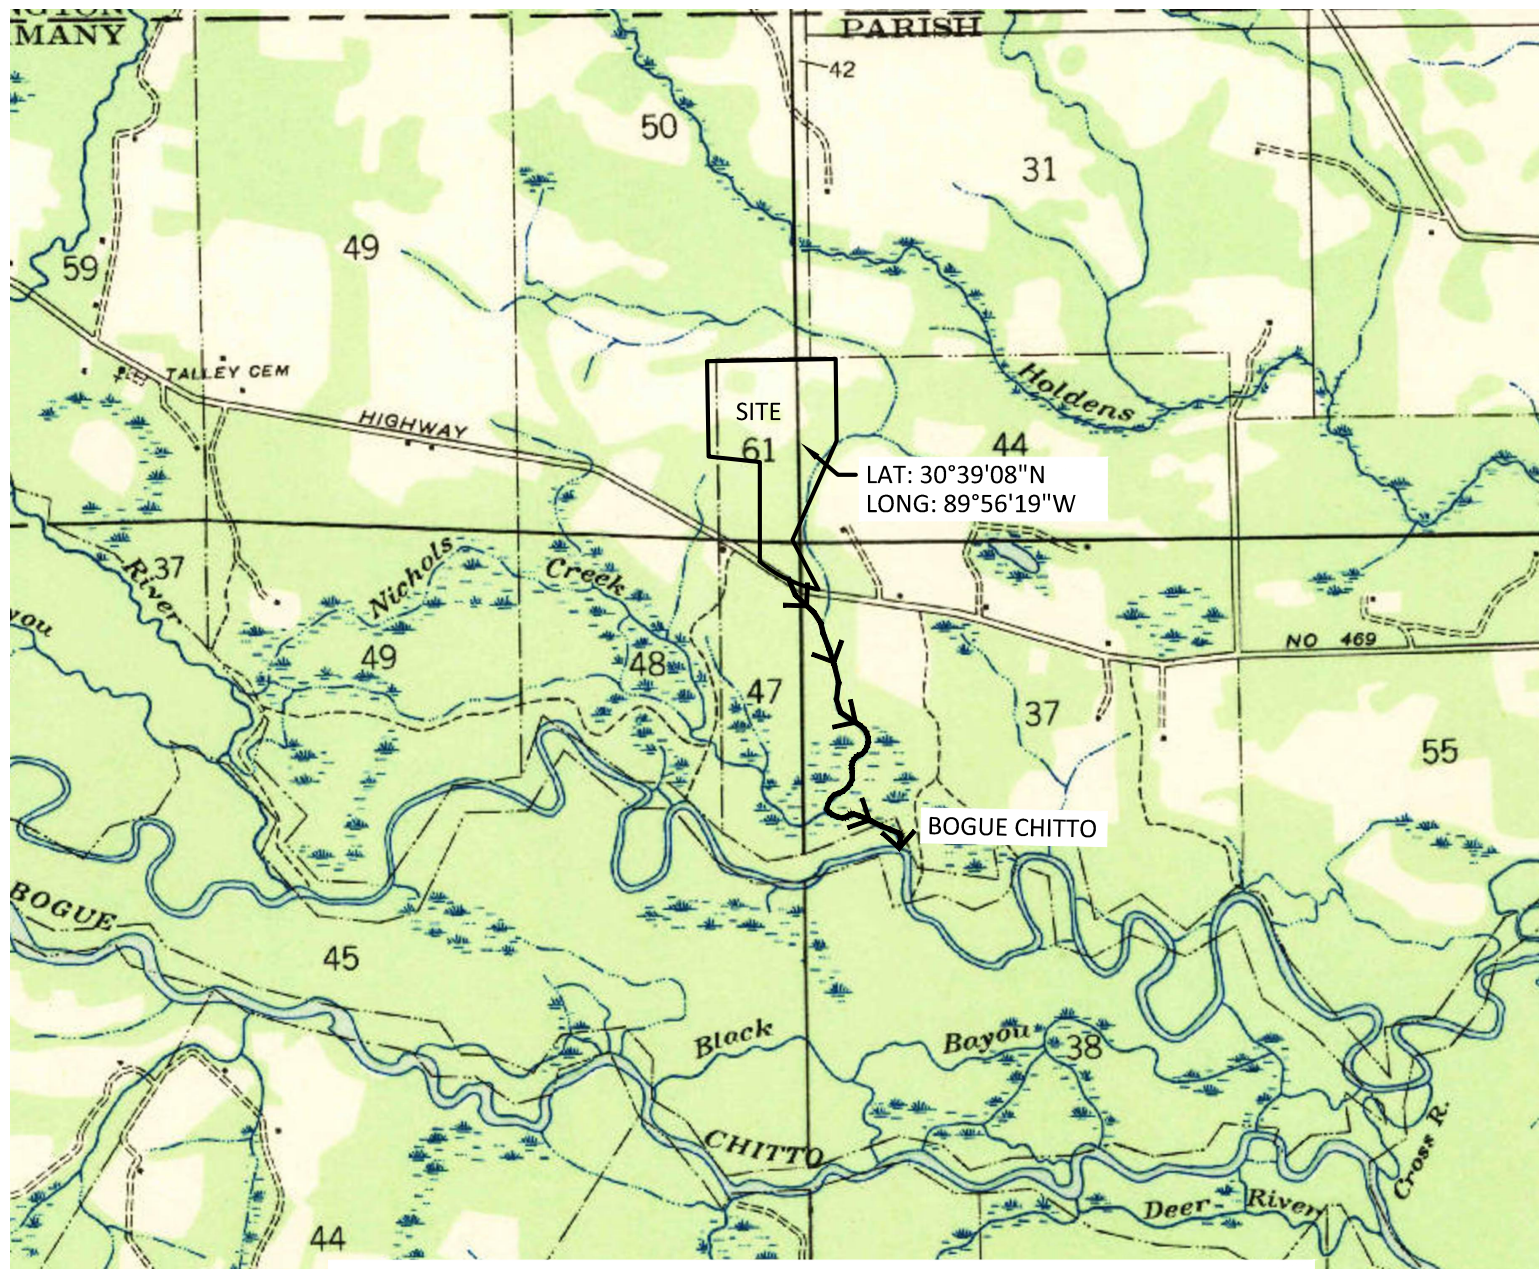 NGTON
MANY
PARISH
42
50
31
49
59
TALLEY CEM
HIGHWAY
Holdens
SITE
61
44
LAT: 30°39'08"N
LONG: 89°56'19"W
37
River
Nichols
Creek
you
NO 469
49
48
47
37
55
BOGUE CHITTO
BOGUE
45
Black
Bayou
38
CHITTO
Cross R.
Deer River
44